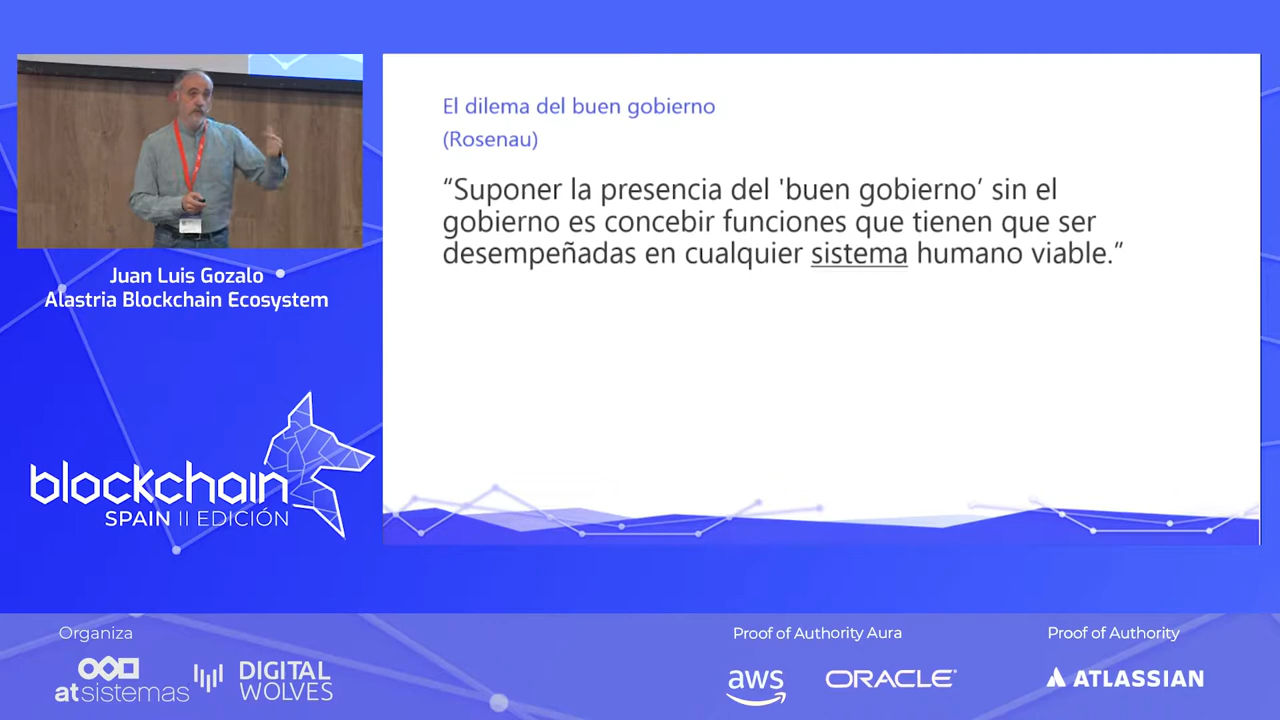 El dilema del buen gobierno
(Rosenau)
“Suponer la presencia del 'buen gobierno’ sin el
gobierno es concebir funciones que tienen que ser
desempeñadas en cualquier sistema humano viable.”
Juan Luis Gozalo
Alastria Blockchain Ecosystem
blockchain
SPAIN II EDICIÓN
Organiza
atsistemas
DIGITAL
WOLVES
Proof of Authority Aura
aws
ORACLE
Proof of Authority
ATLASSIAN